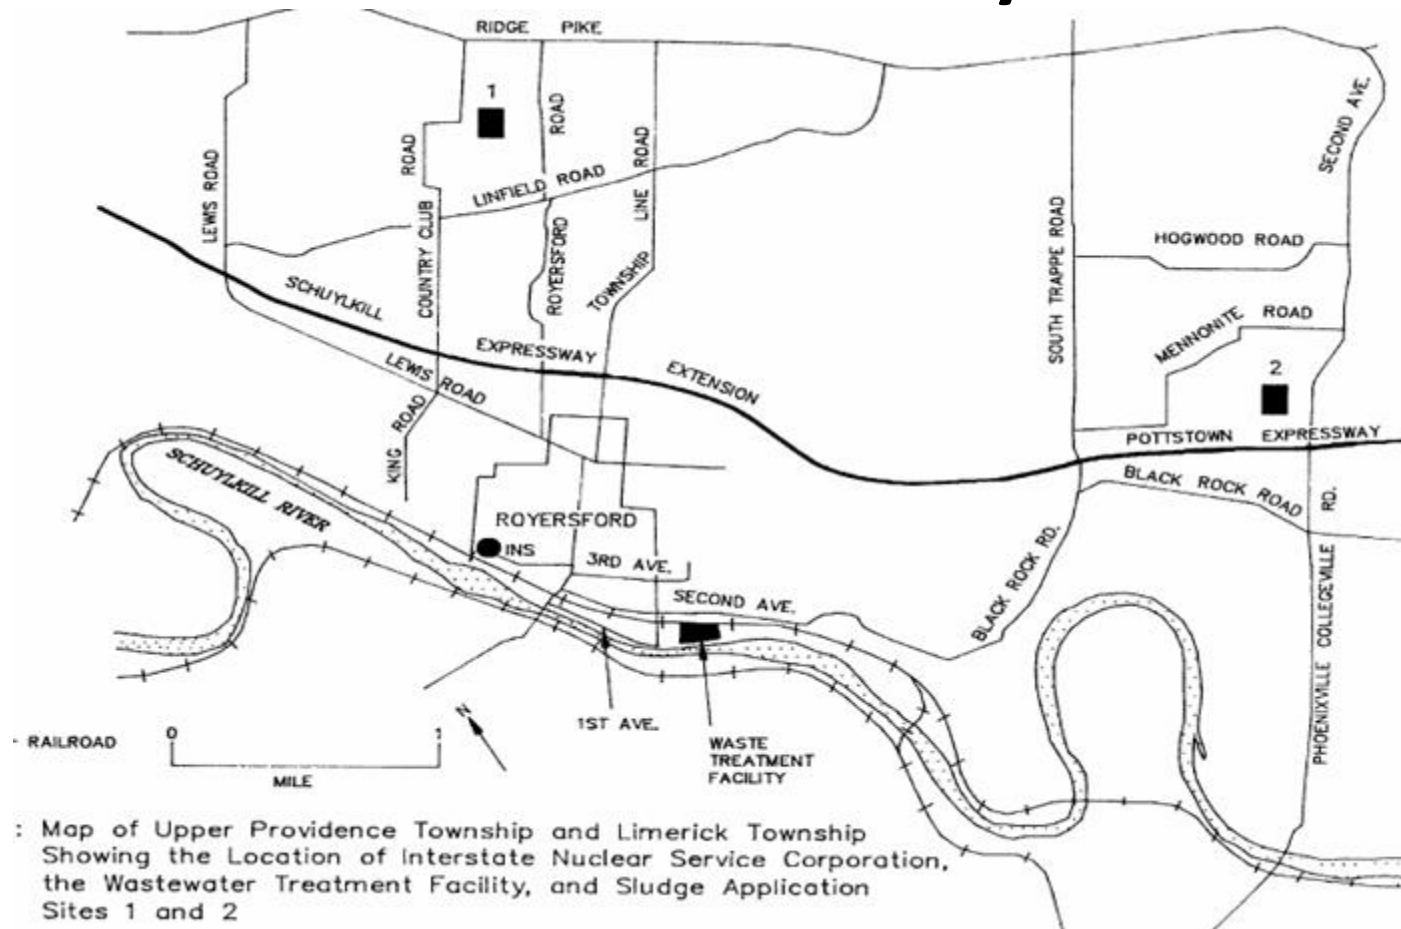 RIDGE PIKE
1
ROAD
ROAD
ROAD
SECOND AVE.
LEWIS ROAD
LINFIELD ROAD
LINE
COUNTRY CLUB
ROYERSFORD
TOWNSHIP
SOUTH TRAPPE ROAD
HOGWOOD ROAD
SCHUYLKILL
EXPRESSWAY
EXTENSION
MENNONITE ROAD
2
LEWIS ROAD
KING ROAD
POTTSTOWN EXPRESSWAY
BLACK ROCK ROAD
SCHUYLKILL RIVER
ROYERSFORD
INS
3RD AVE.
SECOND AVE.
BLACK ROCK RD.
PHOENIXVILLE COLLEGEVILLE RD.
1ST AVE.
N
WASTE
TREATMENT
FACILITY
- RAILROAD
0 1
MILE
: Map of Upper Providence Township and Limerick Township
Showing the Location of Interstate Nuclear Service Corporation,
the Wastewater Treatment Facility, and Sludge Application
Sites 1 and 2